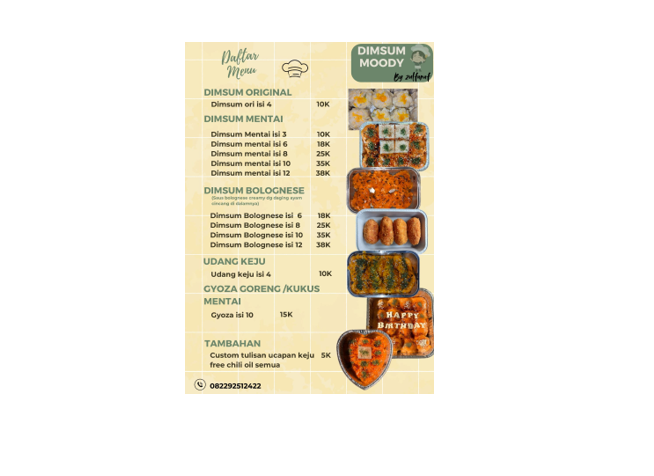 Daftar
Menu
DIMSUM
MOODY
DIMSUM ORIGINAL
Dimsum ori isi 4 10K
DIMSUM MENTAI
Dimsum Mentai isi 3 10K
Dimsum mentai isi 6 18K
Dimsum mentai isi 8 25K
Dimsum mentai isi 10 35K
Dimsum mentai isi 12 38K
DIMSUM BOLOGNESE
(Saus bolognese creamy dg daging ayam
cincang di dalamnya)
Dimsum Bolognese isi 6 18K
Dimsum Bolognese isi 8 25K
Dimsum Bolognese isi 10 35K
Dimsum Bolognese isi 12 38K
UDANG KEJU
Udang keju isi 4 10K
GYOZA GORENG /KUKUS
MENTAI
Gyoza isi 10 15K
HAPPY
BIRTHDAY
TAMBAHAN
Custom tulisan ucapan keju 5K
free chili oil semua
082292512422